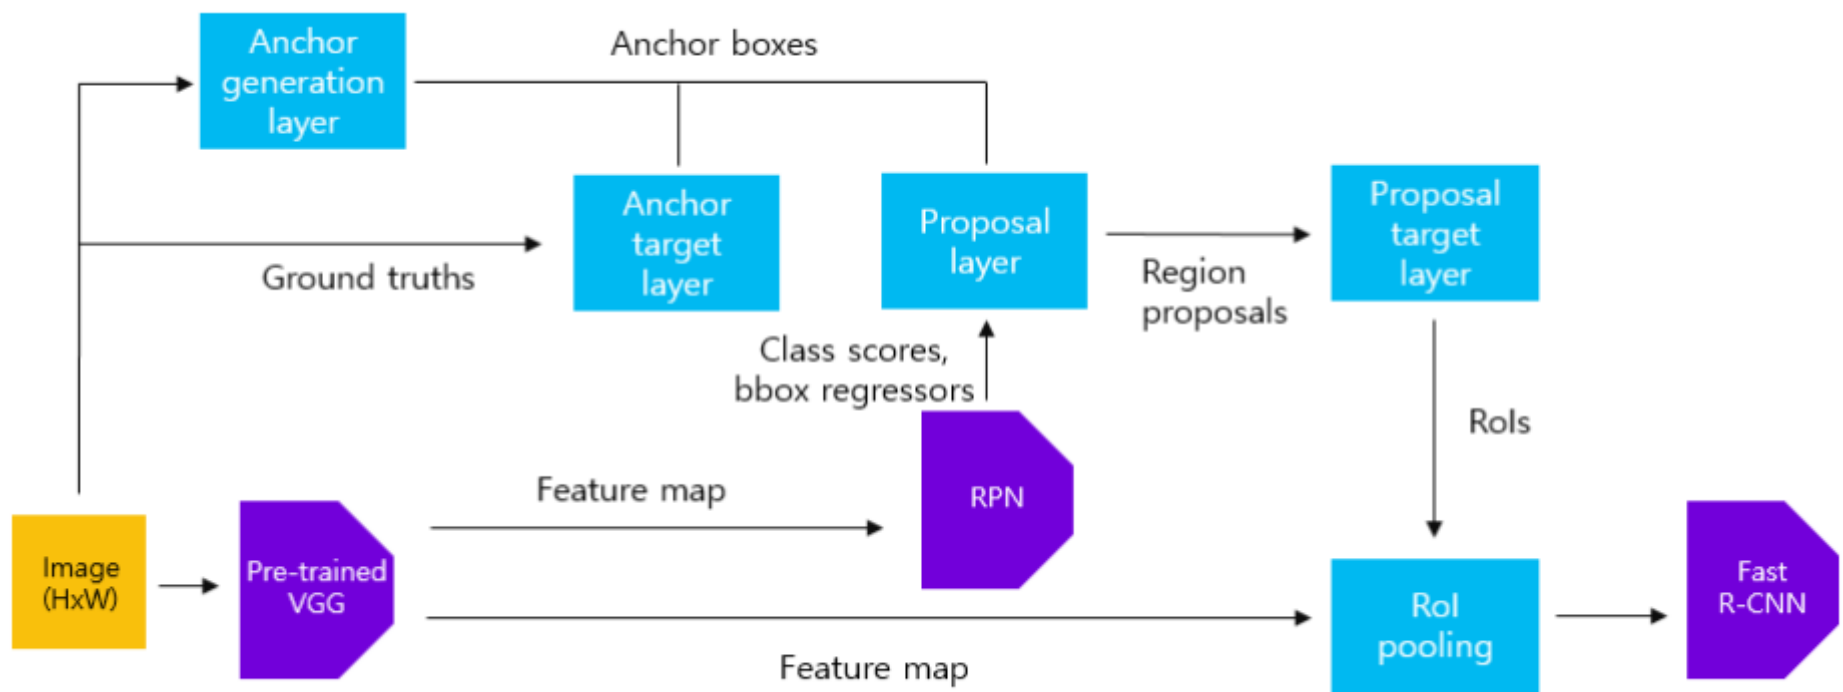 Anchor
generation
layer
Anchor boxes
Anchor
target
layer
Proposal
layer
Proposal
target
layer
Ground truths
Region
proposals
Class scores,
bbox regressors
RoIs
Feature map
RPN
Image
(HxW)
Pre-trained
VGG
Feature map
RoI
pooling
Fast
R-CNN